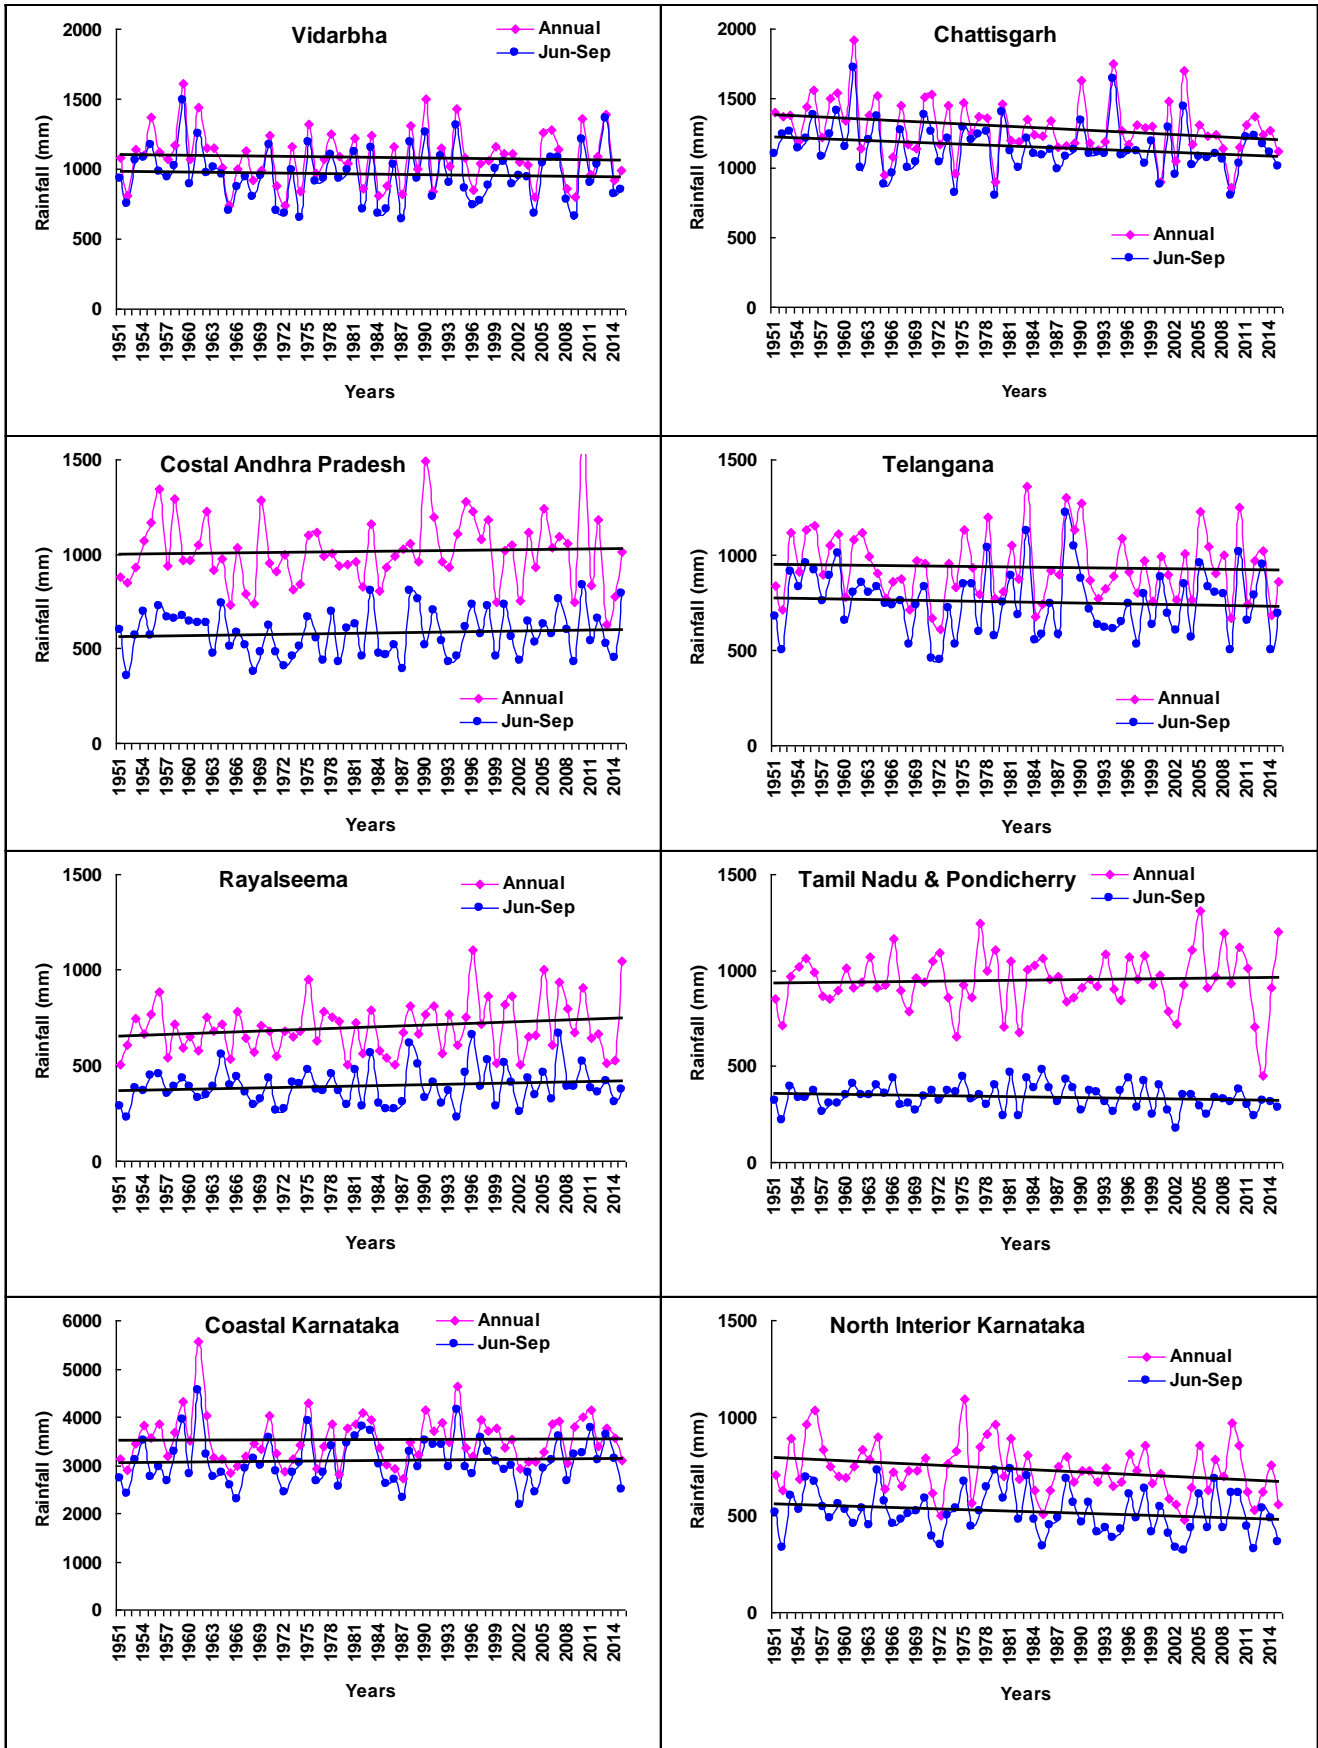 Vidarbha
Annual
Jun-Sep
Rainfall (mm)
2000
1500
1000
500
0
1951 1954 1957 1960 1963 1966 1969 1972 1975 1978 1981 1984 1987 1990 1993 1996 1999 2002 2005 2008 2011 2014
Years
Chattisgarh
Annual
Jun-Sep
Rainfall (mm)
2000
1500
1000
500
0
1951 1954 1957 1960 1963 1966 1969 1972 1975 1978 1981 1984 1987 1990 1993 1996 1999 2002 2005 2008 2011 2014
Years
Costal Andhra Pradesh
Annual
Jun-Sep
Rainfall (mm)
1500
1000
500
0
1951 1954 1957 1960 1963 1966 1969 1972 1975 1978 1981 1984 1987 1990 1993 1996 1999 2002 2005 2008 2011 2014
Years
Telangana
Annual
Jun-Sep
Rainfall (mm)
1500
1000
500
0
1951 1954 1957 1960 1963 1966 1969 1972 1975 1978 1981 1984 1987 1990 1993 1996 1999 2002 2005 2008 2011 2014
Years
Rayalseema
Annual
Jun-Sep
Rainfall (mm)
1500
1000
500
0
1951 1954 1957 1960 1963 1966 1969 1972 1975 1978 1981 1984 1987 1990 1993 1996 1999 2002 2005 2008 2011 2014
Years
Tamil Nadu & Pondicherry
Annual
Jun-Sep
Rainfall (mm)
1500
1000
500
0
1951 1954 1957 1960 1963 1966 1969 1972 1975 1978 1981 1984 1987 1990 1993 1996 1999 2002 2005 2008 2011 2014
Years
Coastal Karnataka
Annual
Jun-Sep
Rainfall (mm)
6000
5000
4000
3000
2000
1000
0
1951 1954 1957 1960 1963 1966 1969 1972 1975 1978 1981 1984 1987 1990 1993 1996 1999 2002 2005 2008 2011 2014
Years
North Interior Karnataka
Annual
Jun-Sep
Rainfall (mm)
1500
1000
500
0
1951 1954 1957 1960 1963 1966 1969 1972 1975 1978 1981 1984 1987 1990 1993 1996 1999 2002 2005 2008 2011 2014
Years